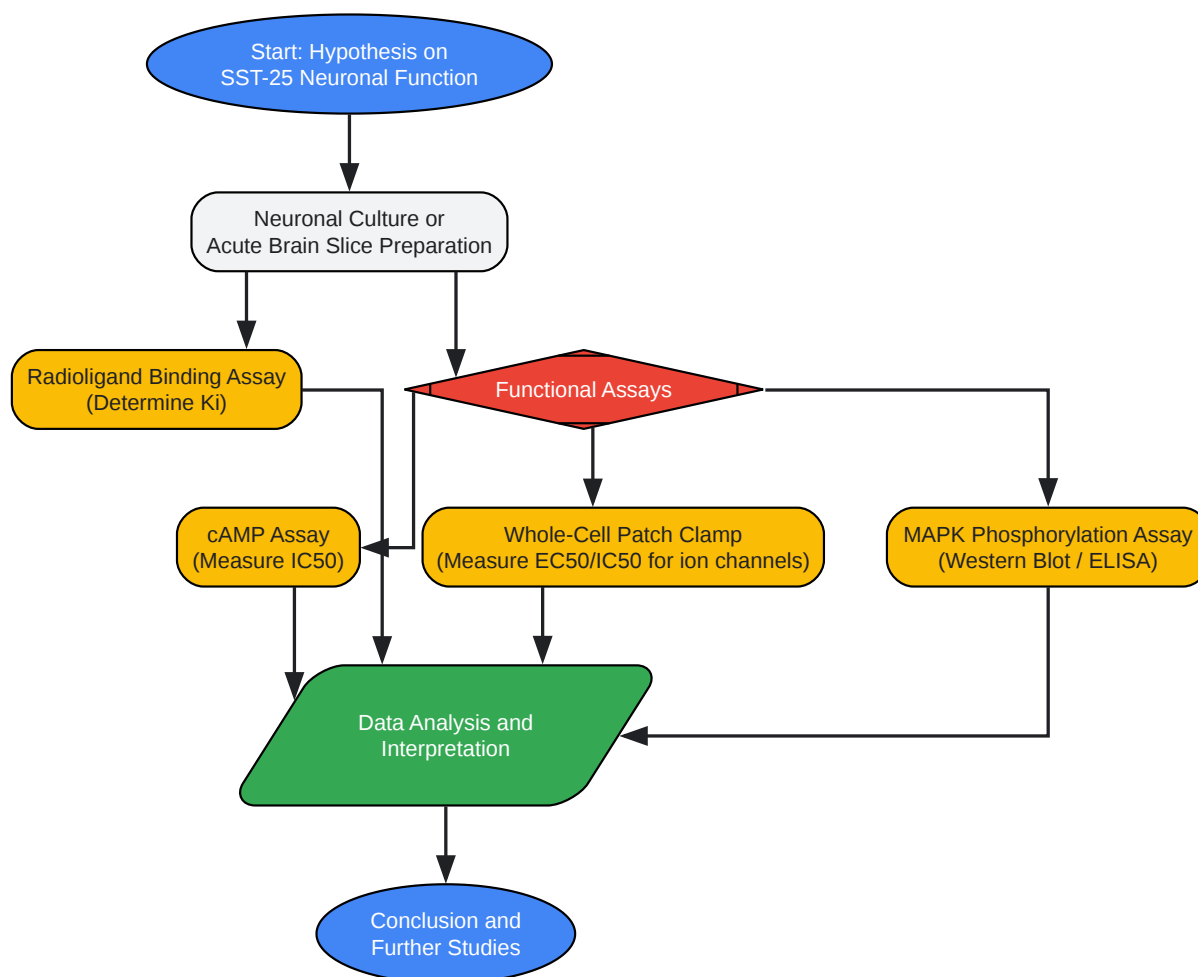 Start: Hypothesis on
SST-25 Neuronal Function
Neuronal Culture or
Acute Brain Slice Preparation
Radioligand Binding Assay
(Determine Ki)
Functional Assays
cAMP Assay
(Measure IC50)
Whole-Cell Patch Clamp
(Measure EC50/IC50 for ion channels)
MAPK Phosphorylation Assay
(Western Blot / ELISA)
Data Analysis and
Interpretation
Conclusion and
Further Studies